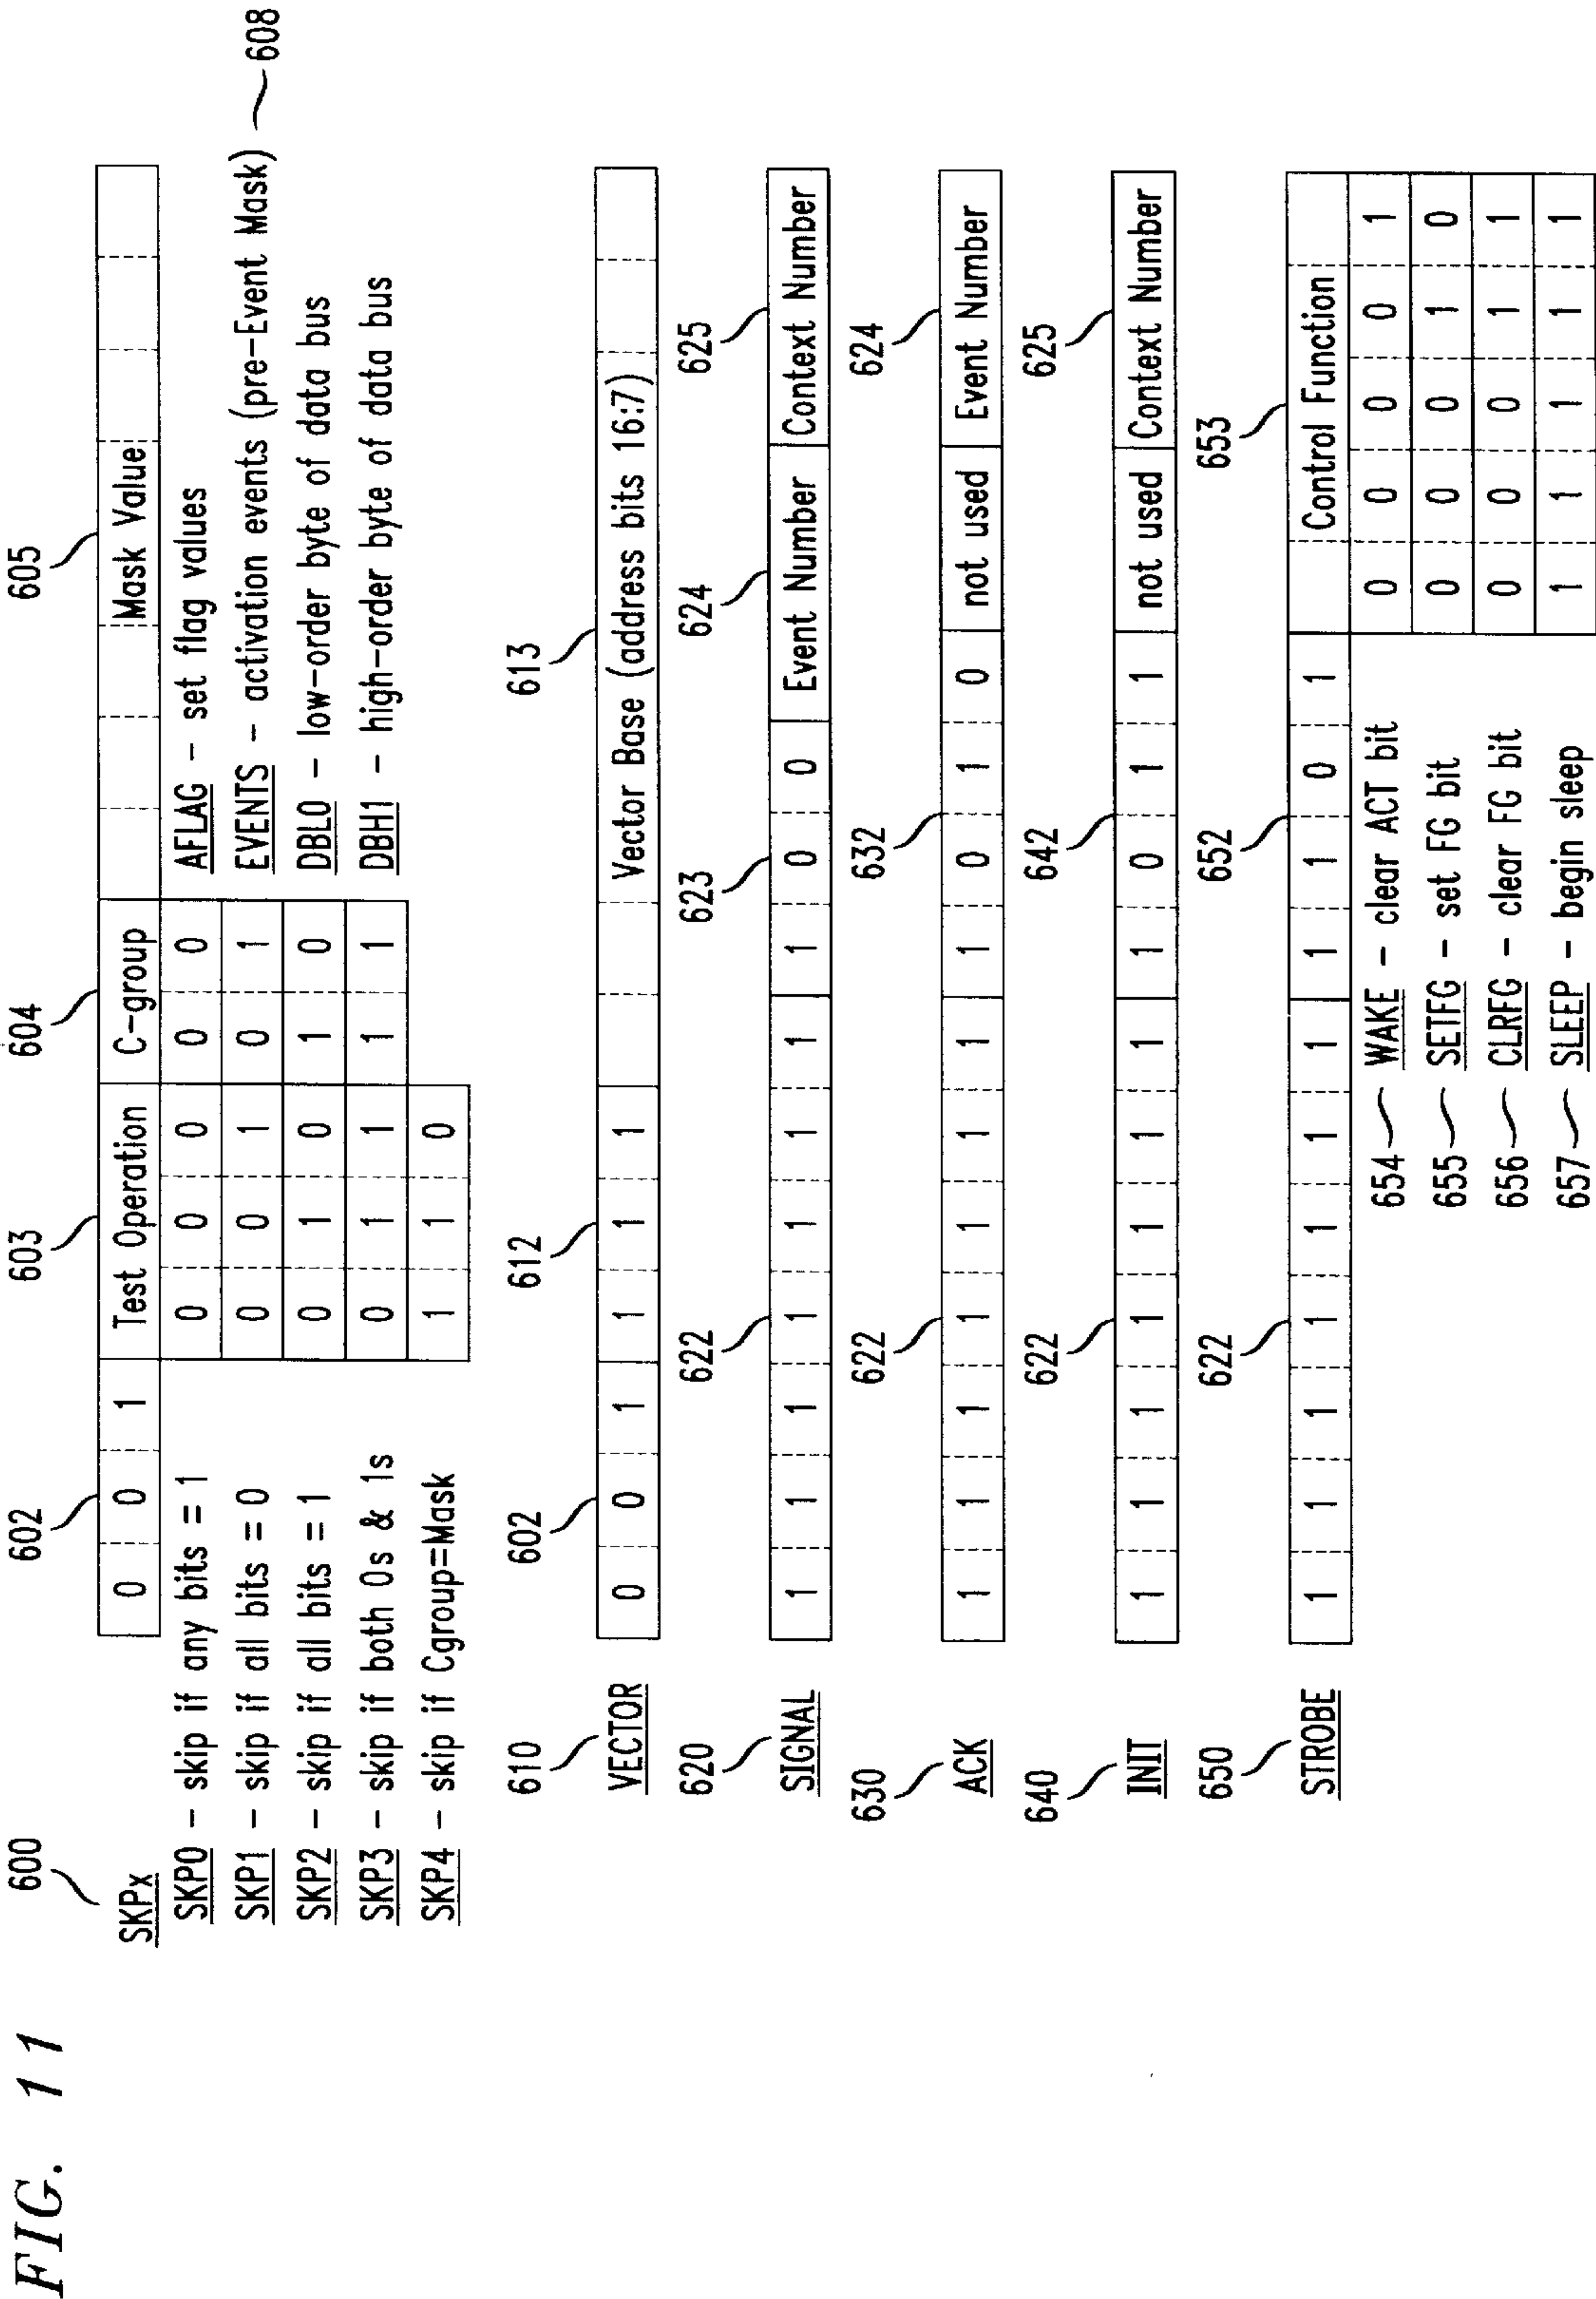 FIG. 11
600 602 603 604 605
SKPx 0 0 1 Test Operation C-group Mask Value
SKP0 - skip if any bits = 1 0 0 0 0 0 AFLAG - set flag values
SKP1 - skip if all bits = 0 0 0 1 0 1 EVENTS - activation events (pre-Event Mask) 608
SKP2 - skip if all bits = 1 0 1 0 1 0 DBLO - low-order byte of data bus
SKP3 - skip if both 0s & 1s 0 1 1 1 1 DBH1 - high-order byte of data bus
SKP4 - skip if Cgroup=Mask 1 1 0
610 602 612 613
VECTOR 0 0 1 1 1 1 Vector Base (address bits 16:7)
620 622 623 624 625
SIGNAL 1 1 1 1 1 1 1 1 0 0 Event Number Context Number
630 622 632 624
ACK 1 1 1 1 1 1 1 1 0 1 0 not used Event Number
640 622 642 625
INIT 1 1 1 1 1 1 1 1 0 1 1 not used Context Number
650 622 652 653
STROBE 1 1 1 1 1 1 1 1 1 0 1 Control Function
654 WAKE - clear ACT bit 0 0 0 0 1
655 SETFG - set FG bit 0 0 0 1 0
656 CLRFG - clear FG bit 0 0 0 1 1
657 SLEEP - begin sleep 1 1 1 1 1